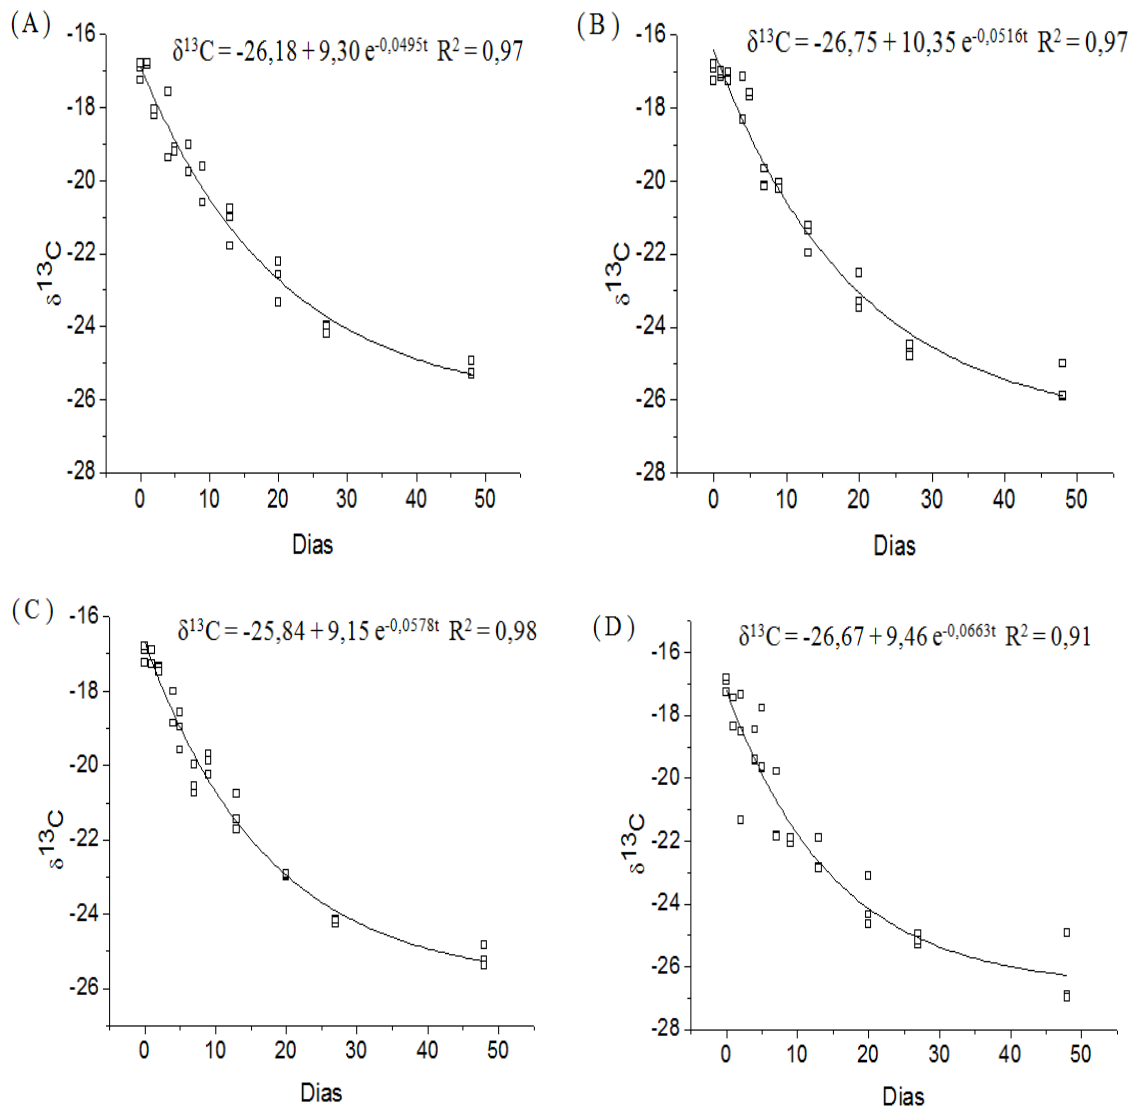 (A)
δ¹³C = -26,18 + 9,30 e⁻⁰,⁰⁴⁹⁵ᵗ R² = 0,97
-16
-18
-20
-22
-24
-26
-28
δ¹³C
0 10 20 30 40 50
Dias
(B)
δ¹³C = -26,75 + 10,35 e⁻⁰,⁰⁵¹⁶ᵗ R² = 0,97
-16
-18
-20
-22
-24
-26
-28
δ¹³C
0 10 20 30 40 50
Dias
(C)
δ¹³C = -25,84 + 9,15 e⁻⁰,⁰⁵⁷⁸ᵗ R² = 0,98
-16
-18
-20
-22
-24
-26
δ¹³C
0 10 20 30 40 50
Dias
(D)
δ¹³C = -26,67 + 9,46 e⁻⁰,⁰⁶⁶³ᵗ R² = 0,91
-16
-18
-20
-22
-24
-26
-28
δ¹³C
0 10 20 30 40 50
Dias